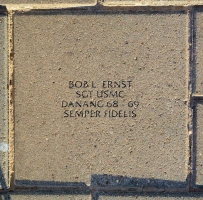 BOB L. ERNST
SGT USMC
DANANG 68 - 69
SEMPER FIDELIS